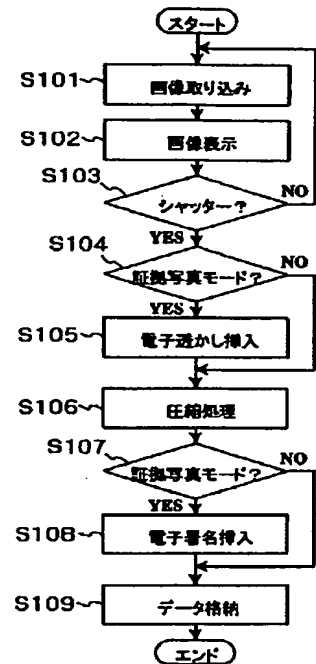 スタート
S101
画像取り込み
S102
画像表示
S103
シャッター？
NO
YES
S104
証拠写真モード？
NO
YES
S105
電子透かし挿入
S106
圧縮処理
S107
証拠写真モード？
NO
YES
S108
電子署名挿入
S109
データ格納
エンド